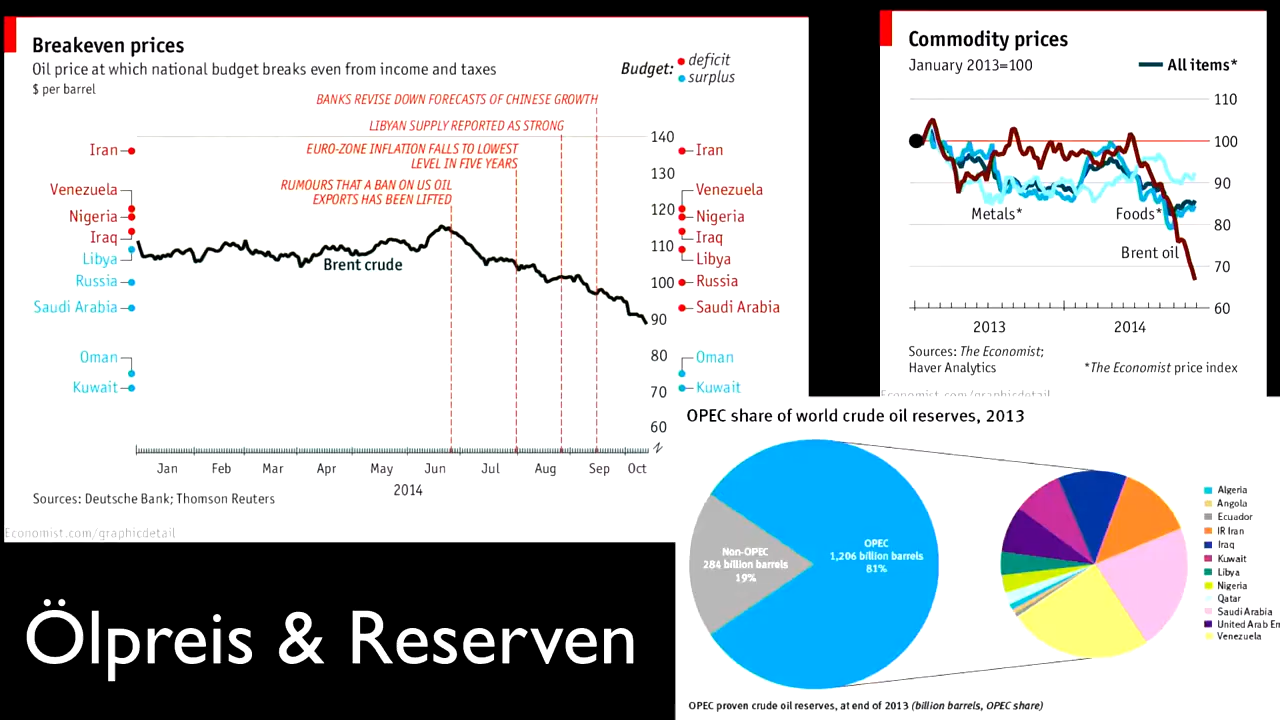 Breakeven prices
Oil price at which national budget breaks even from income and taxes
$ per barrel
Budget: deficit
surplus
BANKS REVISE DOWN FORECASTS OF CHINESE GROWTH
LIBYAN SUPPLY REPORTED AS STRONG
EURO-ZONE INFLATION FALLS TO LOWEST
LEVEL IN FIVE YEARS
RUMOURS THAT A BAN ON US OIL
EXPORTS HAS BEEN LIFTED
Iran
Venezuela
Nigeria
Iraq
Libya
Russia
Saudi Arabia
Oman
Kuwait
Brent crude
140
130
120
110
100
90
80
70
60
Iran
Venezuela
Nigeria
Iraq
Libya
Russia
Saudi Arabia
Oman
Kuwait
Jan Feb Mar Apr May Jun Jul Aug Sep Oct
2014
Sources: Deutsche Bank; Thomson Reuters
Economist.com/graphicdetail
Commodity prices
January 2013=100
All items*
110
100
90
80
70
60
Metals*
Foods*
Brent oil
2013 2014
Sources: The Economist;
Haver Analytics
*The Economist price index
Economist.com/graphicdetail
OPEC share of world crude oil reserves, 2013
Non-OPEC
284 billion barrels
19%
OPEC
1,206 billion barrels
81%
Algeria
Angola
Ecuador
IR Iran
Iraq
Kuwait
Libya
Nigeria
Qatar
Saudi Arabia
United Arab Em
Venezuela
OPEC proven crude oil reserves, at end of 2013 (billion barrels, OPEC share)
Ölpreis & Reserven